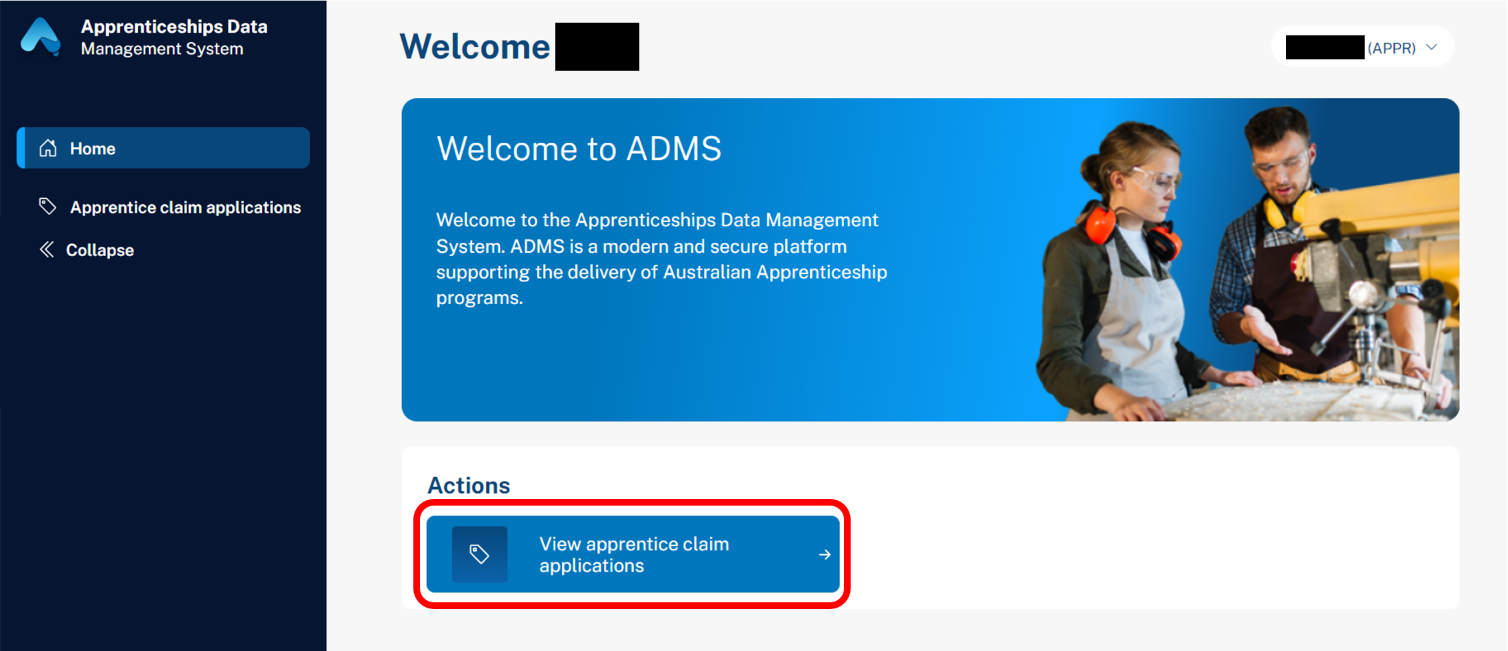 Apprenticeships Data
Management System
Home
Apprentice claim applications
Collapse
Welcome
(APPR)
Welcome to ADMS
Welcome to the Apprenticeships Data Management
System. ADMS is a modern and secure platform
supporting the delivery of Australian Apprenticeship
programs.
Actions
View apprentice claim
applications